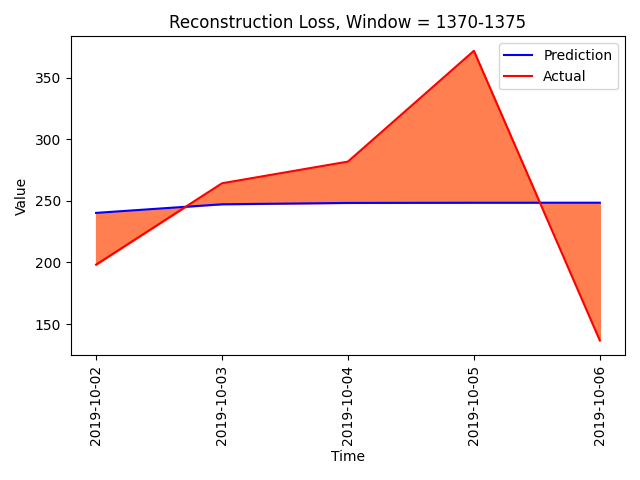 Reconstruction Loss, Window = 1370-1375
Prediction
Actual
Value
350
300
250
200
150
2019-10-02
2019-10-03
2019-10-04
2019-10-05
2019-10-06
Time